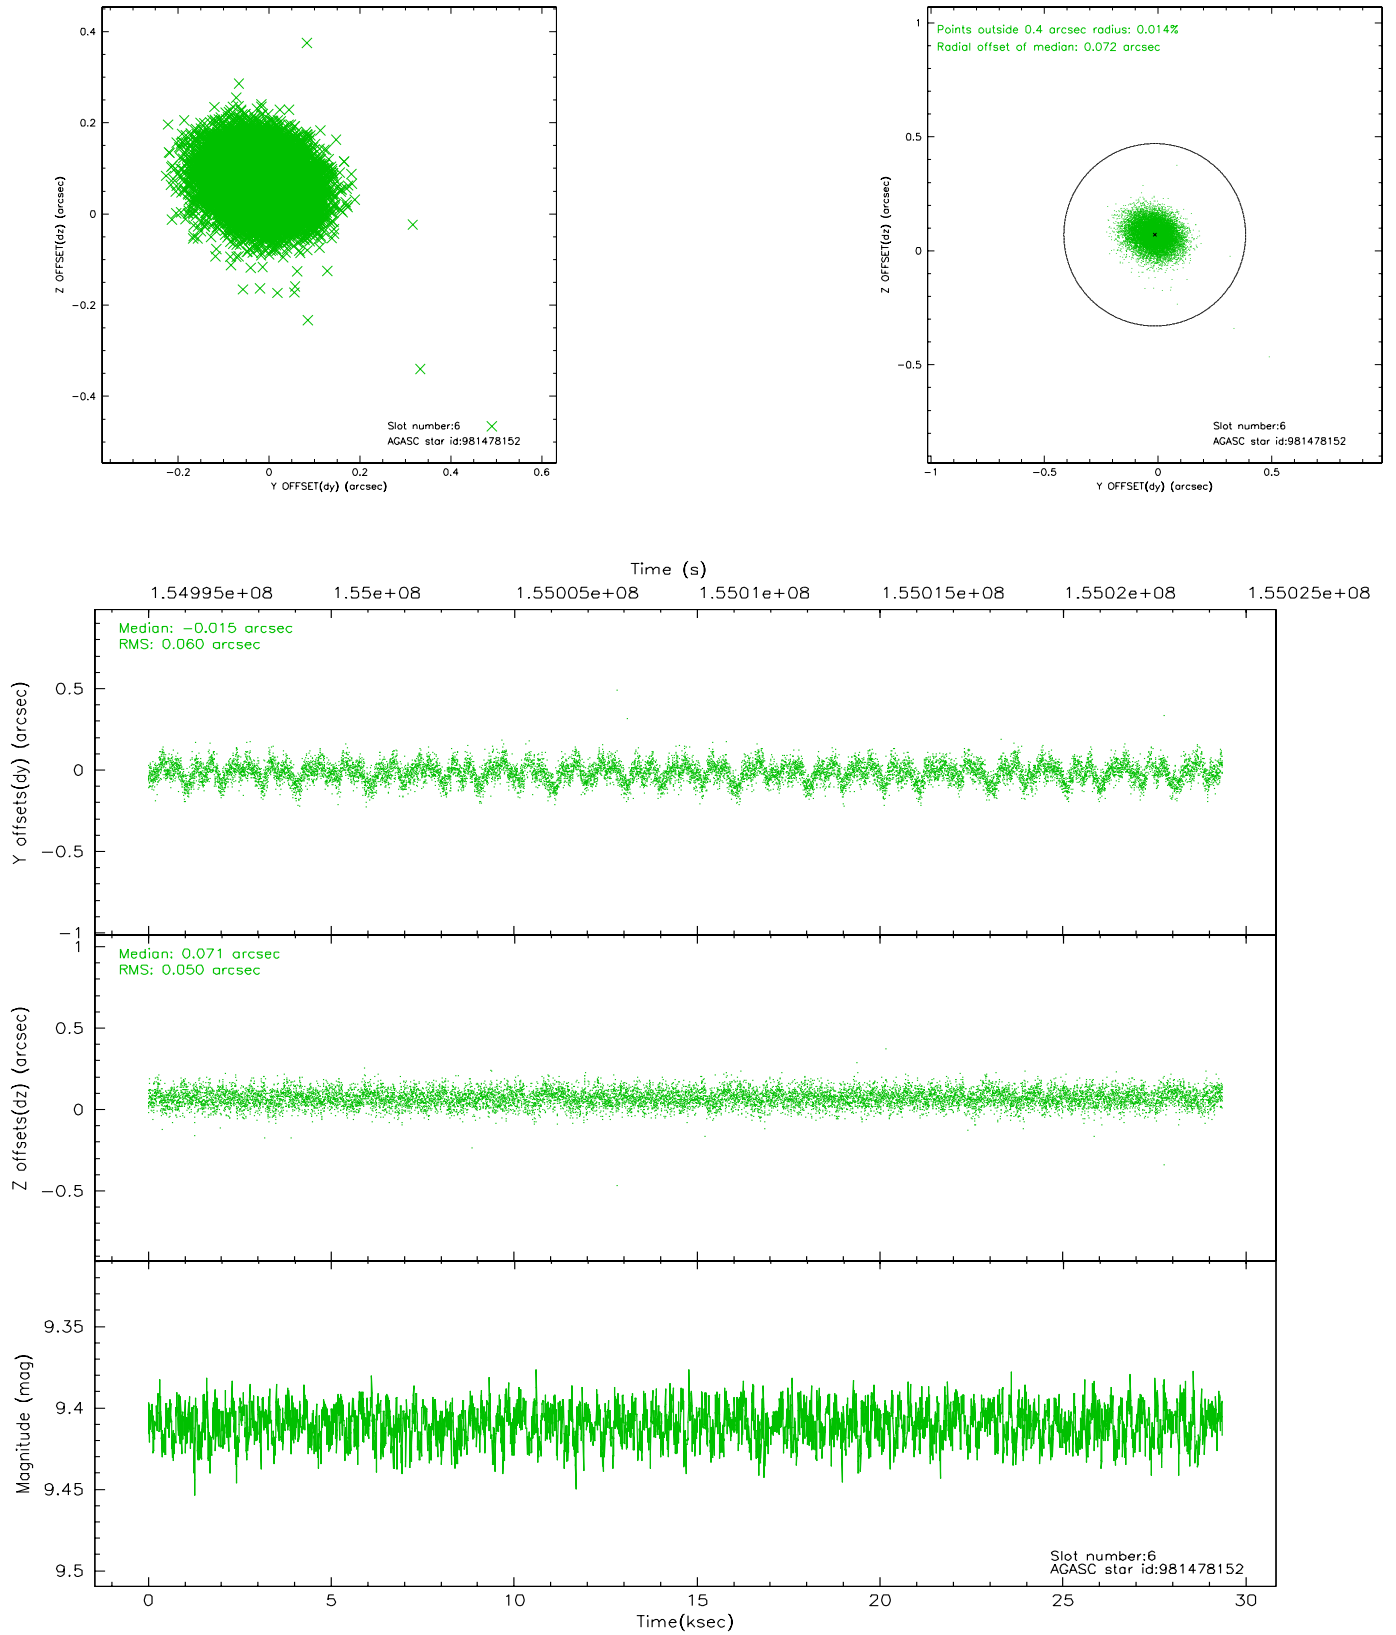 0.4
0.2
0
−0.2
−0.4
Z OFFSET(dz) (arcsec)
Slot number:6
AGASC star id:981478152
−0.2 0 0.2 0.4 0.6
Y OFFSET(dy) (arcsec)
Points outside 0.4 arcsec radius: 0.014%
Radial offset of median: 0.072 arcsec
1
0.5
0
−0.5
Z OFFSET(dz) (arcsec)
Slot number:6
AGASC star id:981478152
−1 −0.5 0 0.5
Y OFFSET(dy) (arcsec)
Time (s)
1.54995e+08 1.55e+08 1.55005e+08 1.5501e+08 1.55015e+08 1.5502e+08 1.55025e+08
Median: −0.015 arcsec
RMS: 0.060 arcsec
0.5
0
−0.5
−1
Y offsets(dy) (arcsec)
Median: 0.071 arcsec
RMS: 0.050 arcsec
1
0.5
0
−0.5
Z offsets(dz) (arcsec)
9.35
9.4
9.45
9.5
Magnitude (mag)
Slot number:6
AGASC star id:981478152
0 5 10 15 20 25 30
Time(ksec)